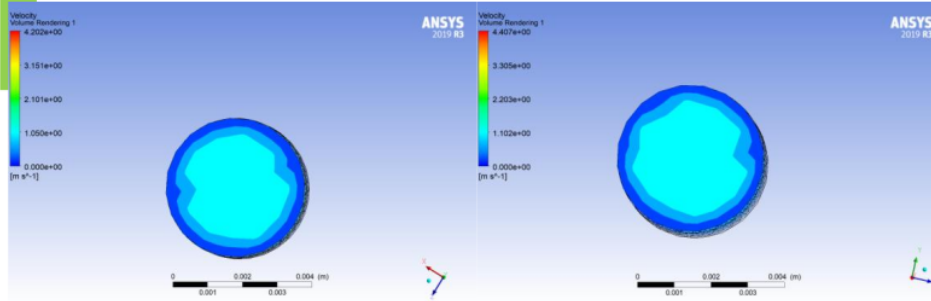 Velocity
Volume Rendering 1
4.202e+00
3.151e+00
2.101e+00
1.050e+00
0.000e+00
[m s^-1]
ANSYS
2019 R3
0 0.002 0.004 (m)
0.001 0.003
Velocity
Volume Rendering 1
4.407e+00
3.305e+00
2.203e+00
1.102e+00
0.000e+00
[m s^-1]
ANSYS
2019 R3
0 0.002 0.004 (m)
0.001 0.003